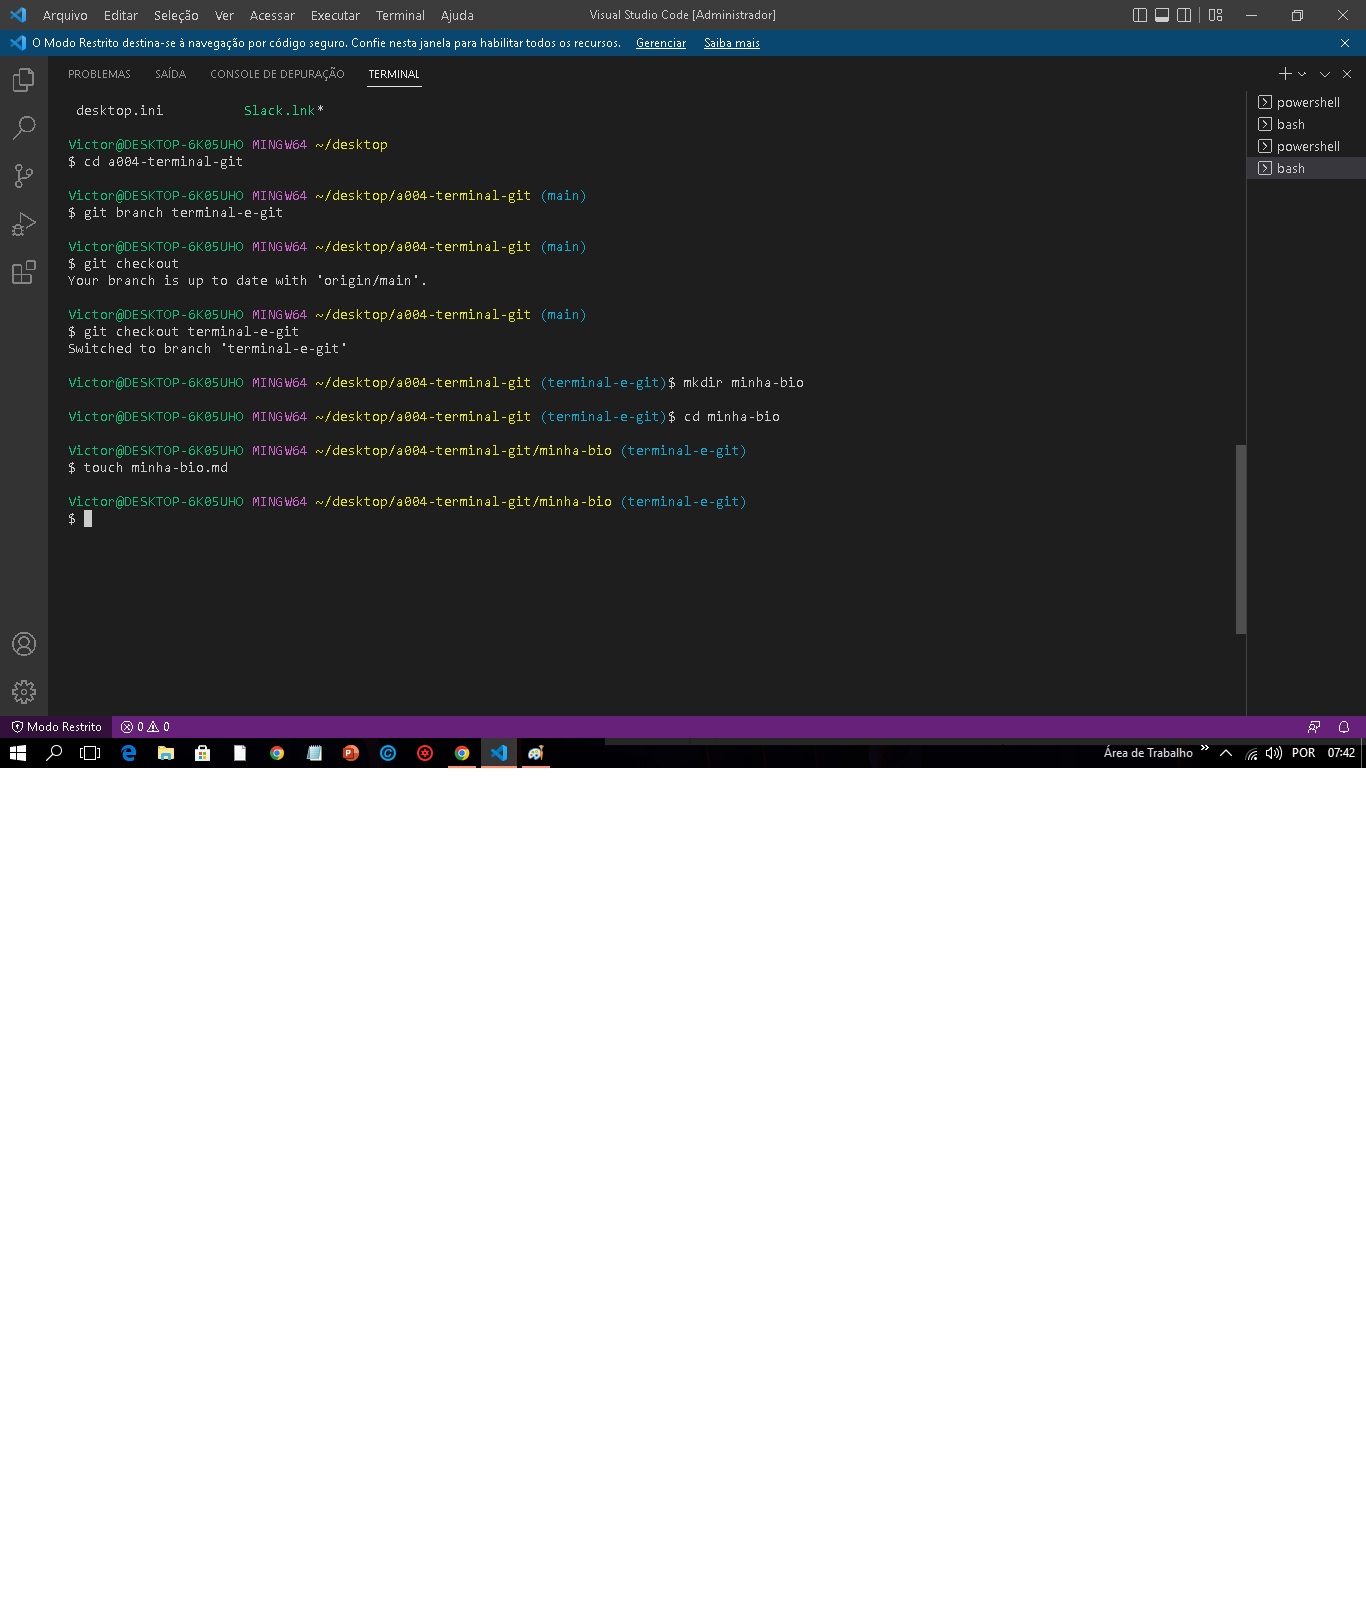 Arquivo Editar Seleção Ver Acessar Executar Terminal Ajuda Visual Studio Code [Administrador]
O Modo Restrito destina-se à navegação por código seguro. Confie nesta janela para habilitar todos os recursos. Gerenciar Saiba mais
PROBLEMAS SAÍDA CONSOLE DE DEPURAÇÃO TERMINAL
desktop.ini Slack.lnk*
Victor@DESKTOP-6K05UHO MINGW64 ~/desktop
$ cd a004-terminal-git
Victor@DESKTOP-6K05UHO MINGW64 ~/desktop/a004-terminal-git (main)
$ git branch terminal-e-git
Victor@DESKTOP-6K05UHO MINGW64 ~/desktop/a004-terminal-git (main)
$ git checkout
Your branch is up to date with 'origin/main'.
Victor@DESKTOP-6K05UHO MINGW64 ~/desktop/a004-terminal-git (main)
$ git checkout terminal-e-git
Switched to branch 'terminal-e-git'
Victor@DESKTOP-6K05UHO MINGW64 ~/desktop/a004-terminal-git (terminal-e-git)$ mkdir minha-bio
Victor@DESKTOP-6K05UHO MINGW64 ~/desktop/a004-terminal-git (terminal-e-git)$ cd minha-bio
Victor@DESKTOP-6K05UHO MINGW64 ~/desktop/a004-terminal-git/minha-bio (terminal-e-git)
$ touch minha-bio.md
Victor@DESKTOP-6K05UHO MINGW64 ~/desktop/a004-terminal-git/minha-bio (terminal-e-git)
$
powershell
bash
powershell
bash
Modo Restrito 0 0
Área de Trabalho » POR 07:42